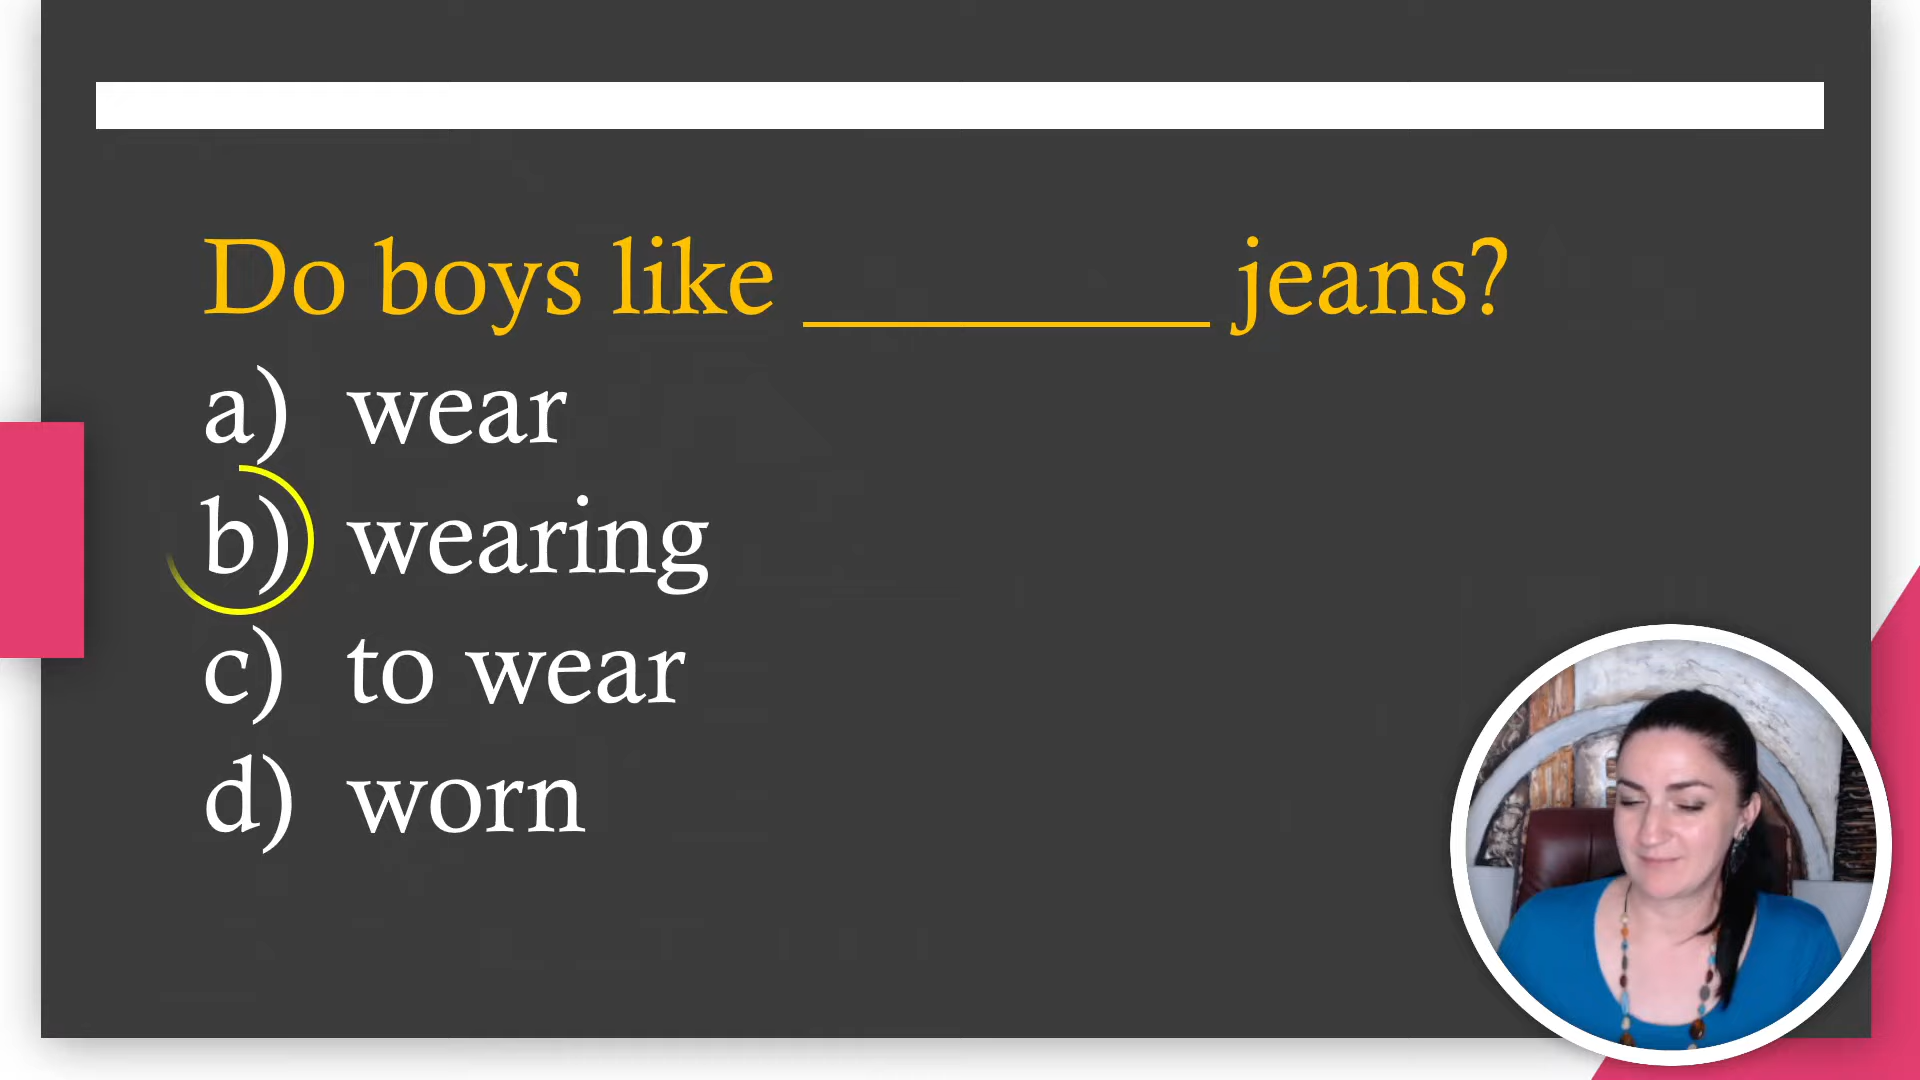 Do boys like ________ jeans?
a) wear
b) wearing
c) to wear
d) worn